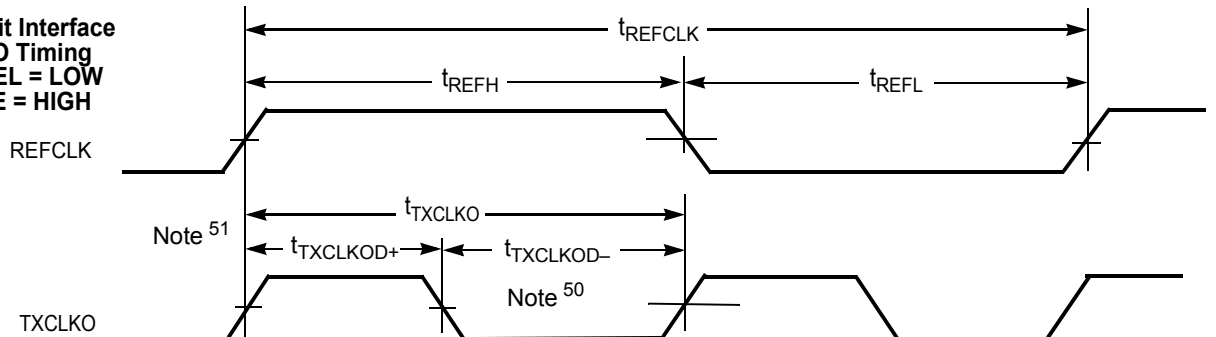 it Interface
Timing
EL = LOW
= HIGH
tREFCLK
tREFH
tREFL
REFCLK
tTXCLKO
Note 51
tTXCLKOD+
tTXCLKOD–
Note 50
TXCLKO